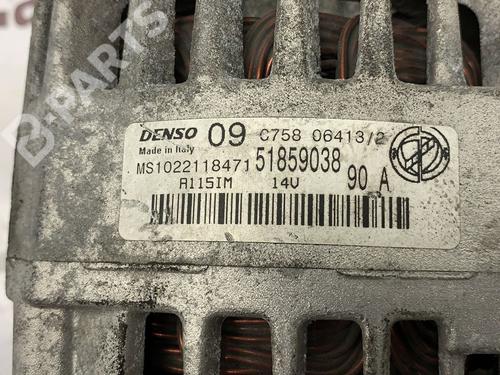 DENSO 09 C758 06413/2
Made in Italy
MS1022118471 51859038
A115IM 14V 90 A
B-PARTS